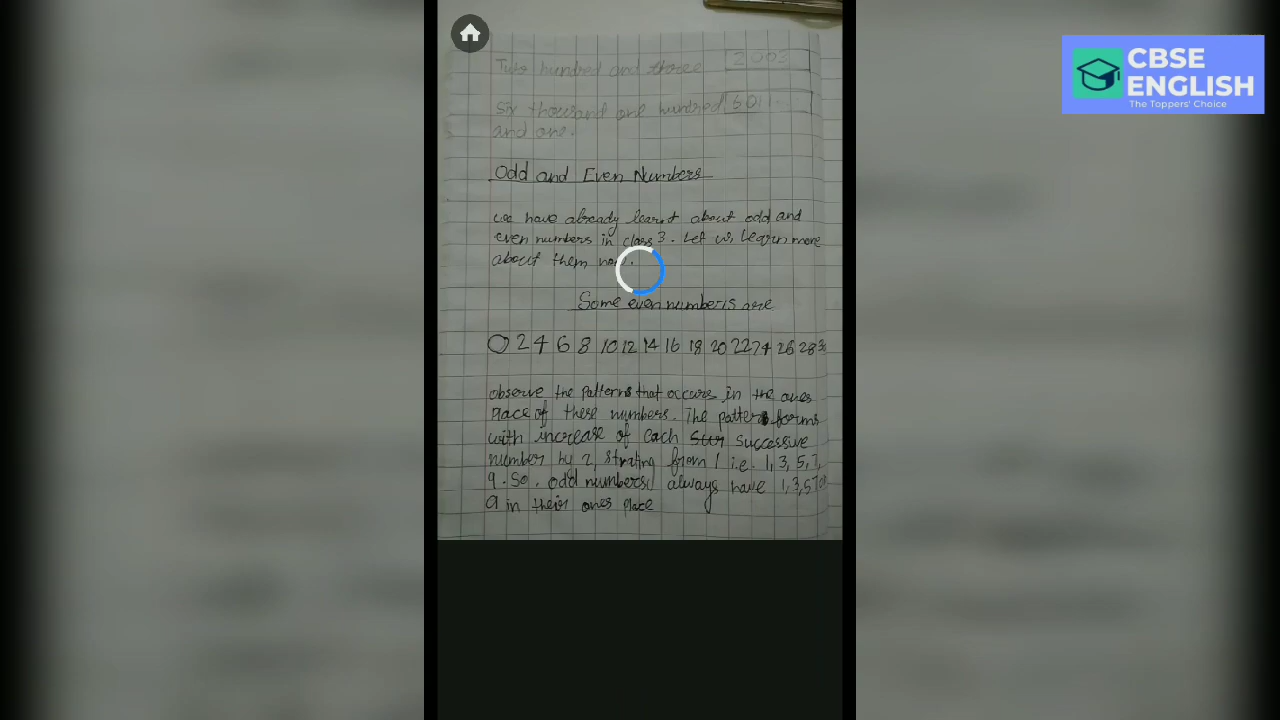 CBSE
ENGLISH
The Toppers' Choice
Two hundred and three 2003
Six thousand one hundred 6011
and one.
Odd and Even Numbers
we have already learnt about odd and
even numbers in class 3. Let us Learn more
about them now.
Some even numbers are
0 2 4 6 8 10 12 14 16 18 20 22 24 26 28 30
observe the patterns that occurs in the ones
place of these numbers. The pattern forms
with increase of each successive
number by 2, strating from 1 i.e. 1, 3, 5, 7,
9. So. odd numbers always have 1,3,5,7 or
9 in their ones place